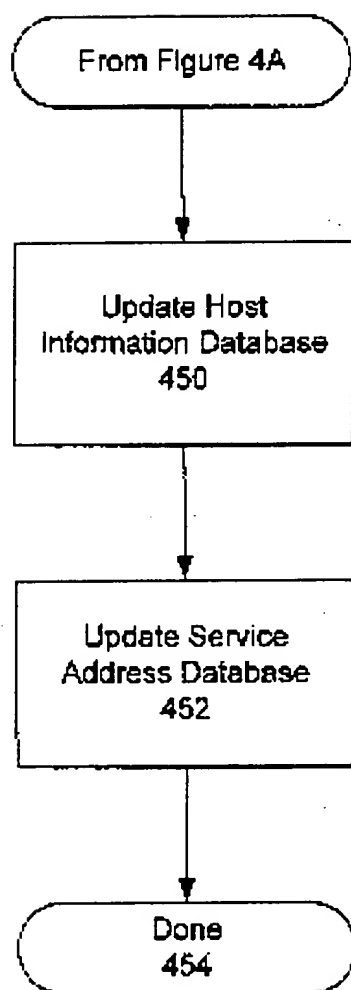 From Figure 4A
Update Host
Information Database
450
Update Service
Address Database
452
Done
454